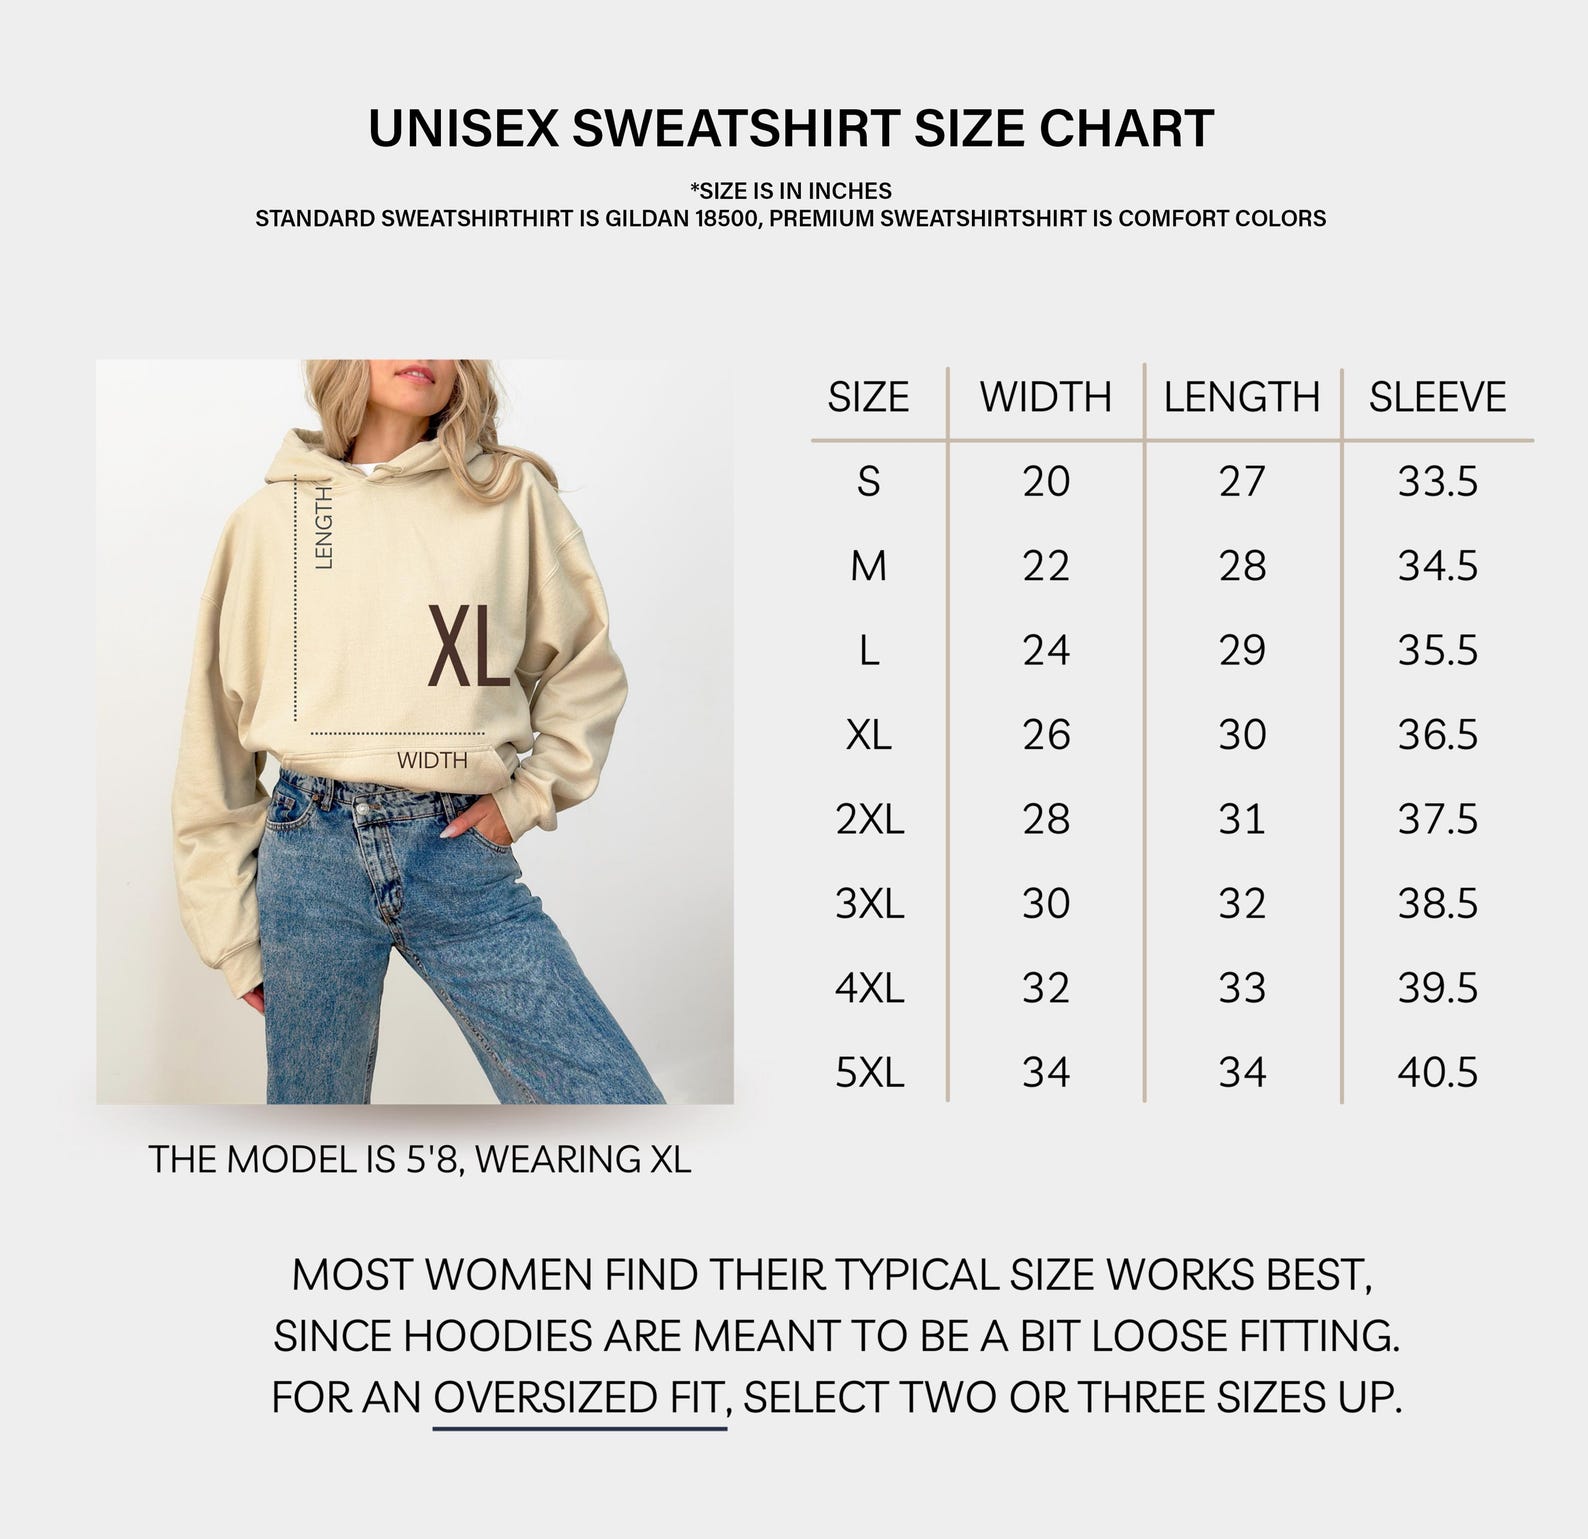 UNISEX SWEATSHIRT SIZE CHART
*SIZE IS IN INCHES
STANDARD SWEATSHIRTHIRT IS GILDAN 18500, PREMIUM SWEATSHIRTSHIRT IS COMFORT COLORS
LENGTH
XL
WIDTH
THE MODEL IS 5'8, WEARING XL
SIZE WIDTH LENGTH SLEEVE
S 20 27 33.5
M 22 28 34.5
L 24 29 35.5
XL 26 30 36.5
2XL 28 31 37.5
3XL 30 32 38.5
4XL 32 33 39.5
5XL 34 34 40.5
MOST WOMEN FIND THEIR TYPICAL SIZE WORKS BEST,
SINCE HOODIES ARE MEANT TO BE A BIT LOOSE FITTING.
FOR AN OVERSIZED FIT, SELECT TWO OR THREE SIZES UP.